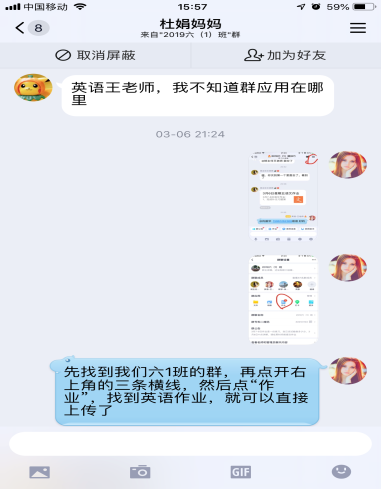 中国移动 15:57 59%
8 杜娟妈妈
来自"2019六（1）班"群
取消屏蔽 加为好友
英语王老师，我不知道群应用在哪
里
03-06 21:24
先找到我们六1班的群，再点开右
上角的三条横线，然后点“作
业”，找到英语作业，就可以直接
上传了
GIF